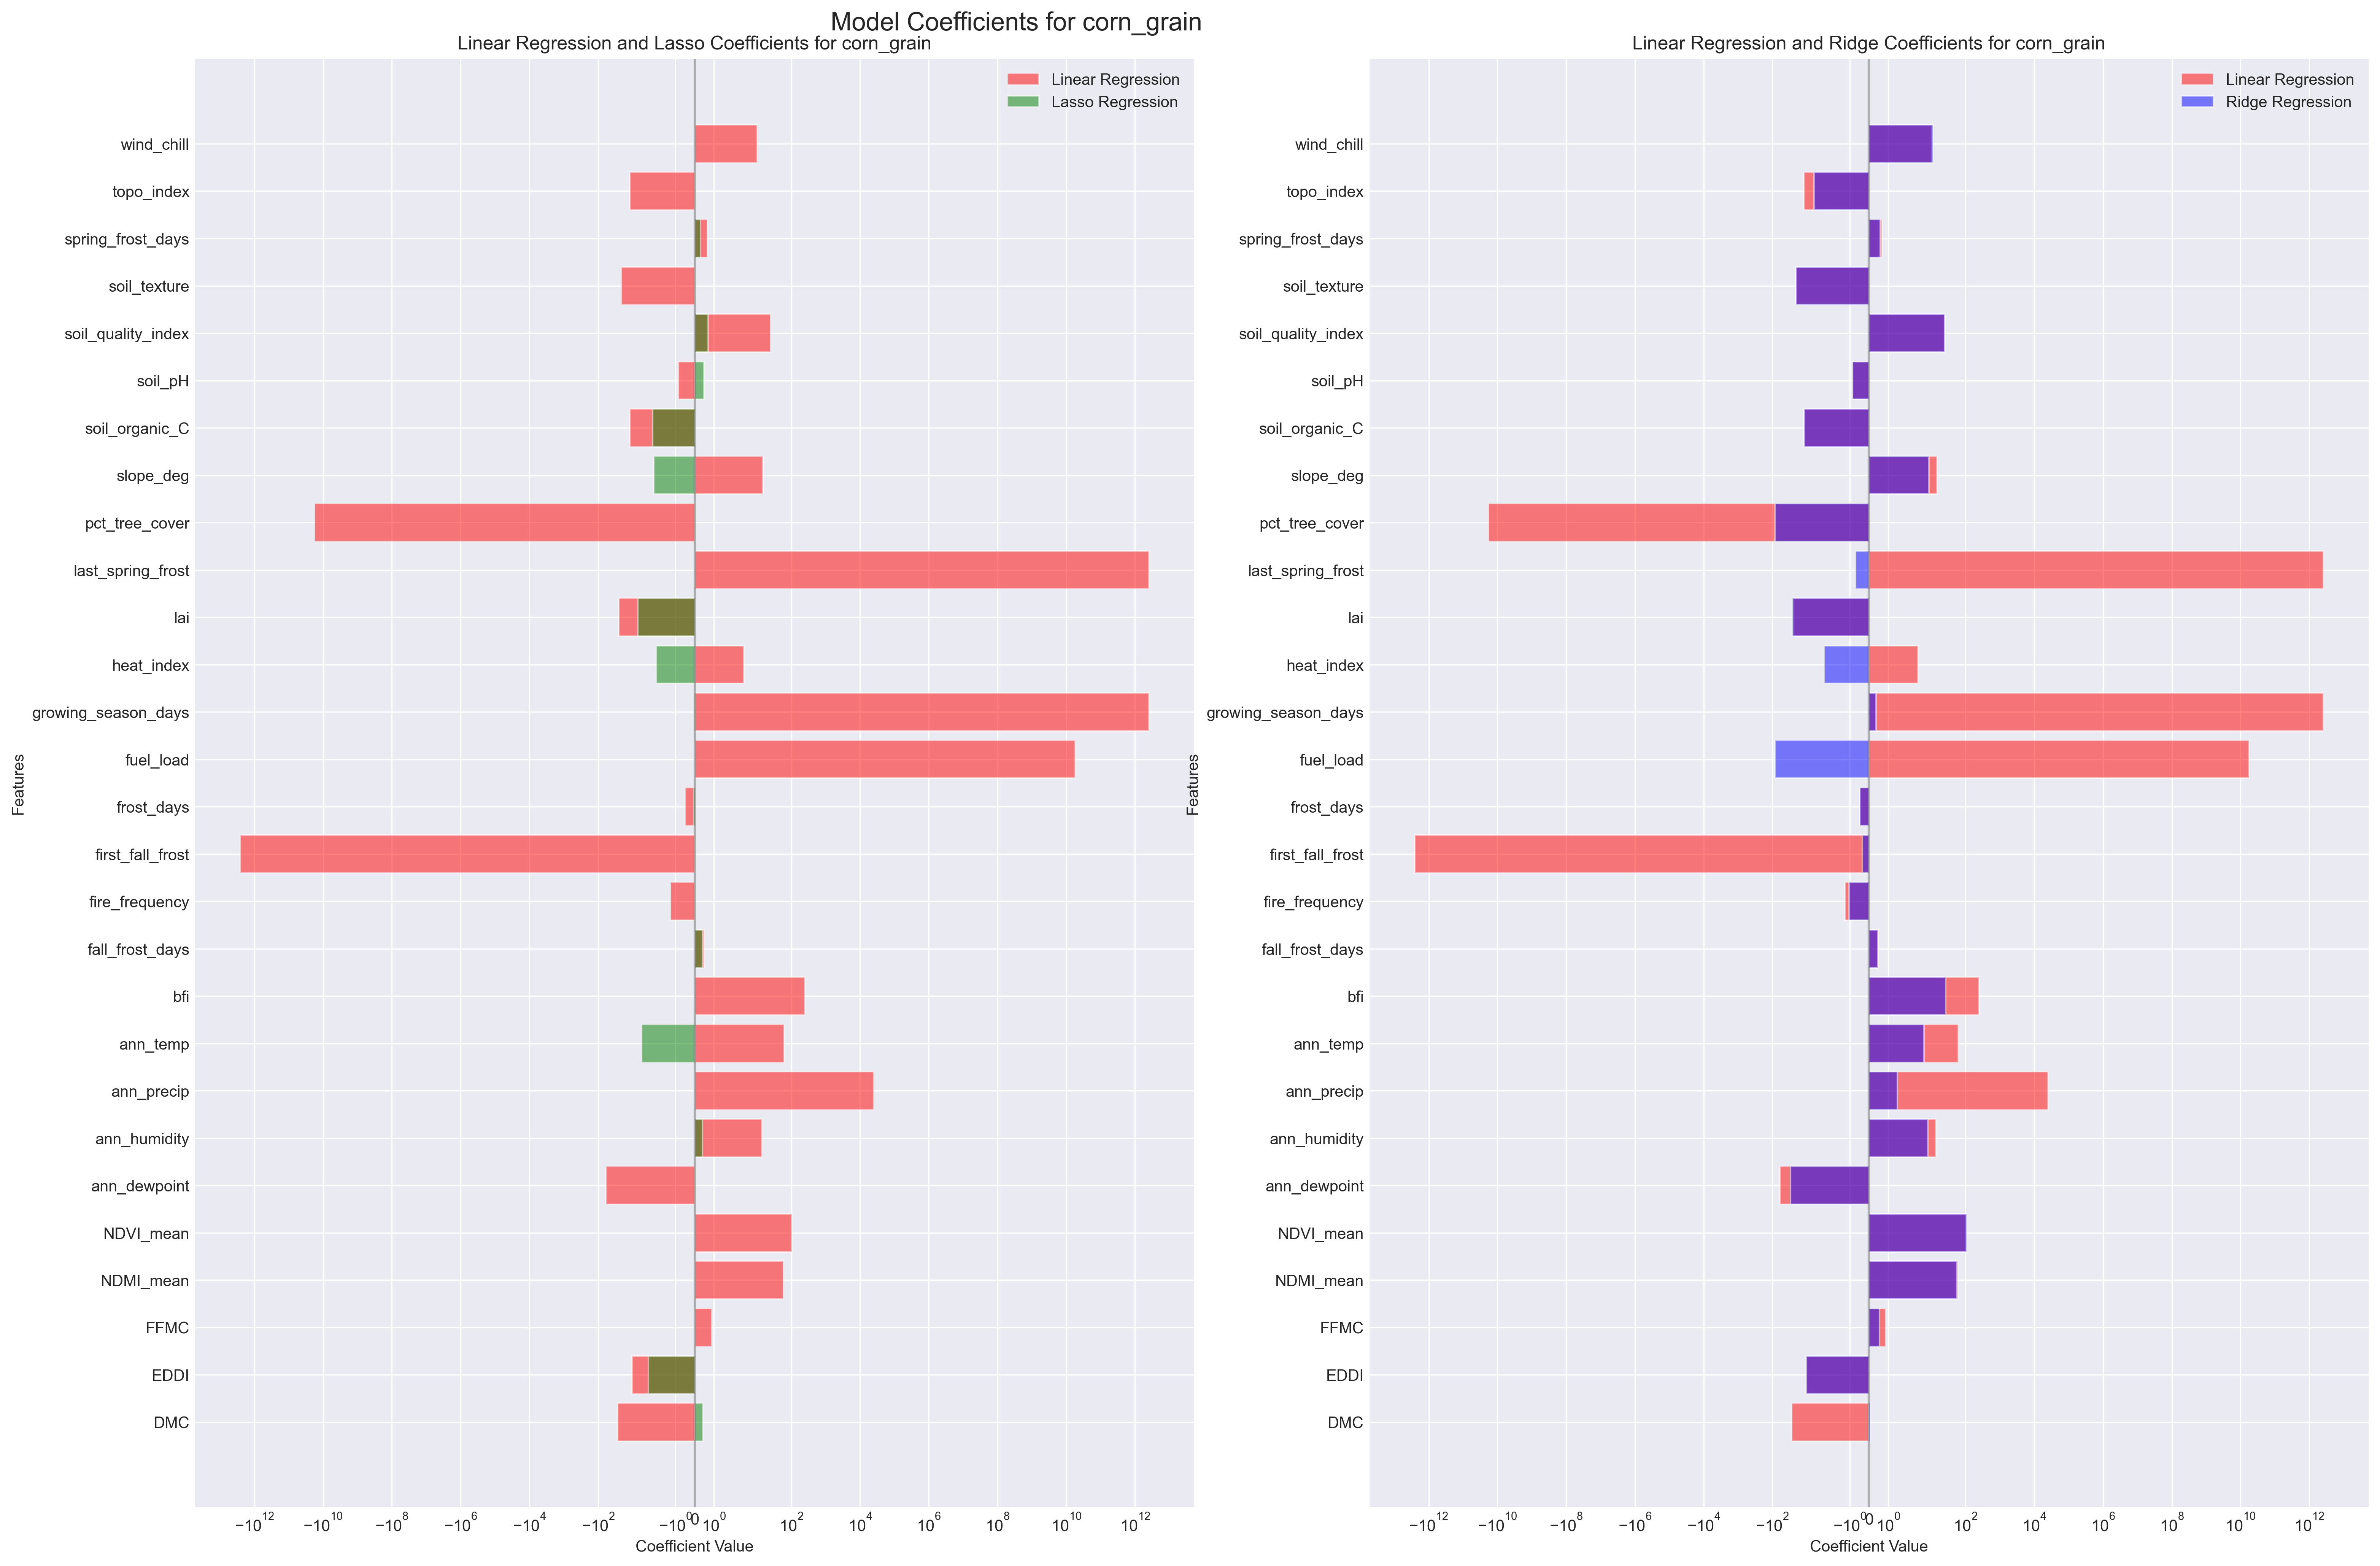 Model Coefficients for corn_grain
Linear Regression and Lasso Coefficients for corn_grain
Linear Regression
Lasso Regression
wind_chill
topo_index
spring_frost_days
soil_texture
soil_quality_index
soil_pH
soil_organic_C
slope_deg
pct_tree_cover
last_spring_frost
lai
heat_index
growing_season_days
fuel_load
frost_days
first_fall_frost
fire_frequency
fall_frost_days
bfi
ann_temp
ann_precip
ann_humidity
ann_dewpoint
NDVI_mean
NDMI_mean
FFMC
EDDI
DMC
Features
−10¹² −10¹⁰ −10⁸ −10⁶ −10⁴ −10² −10⁰ 0 10⁰ 10² 10⁴ 10⁶ 10⁸ 10¹⁰ 10¹²
Coefficient Value
Linear Regression and Ridge Coefficients for corn_grain
Linear Regression
Ridge Regression
wind_chill
topo_index
spring_frost_days
soil_texture
soil_quality_index
soil_pH
soil_organic_C
slope_deg
pct_tree_cover
last_spring_frost
lai
heat_index
growing_season_days
fuel_load
frost_days
first_fall_frost
fire_frequency
fall_frost_days
bfi
ann_temp
ann_precip
ann_humidity
ann_dewpoint
NDVI_mean
NDMI_mean
FFMC
EDDI
DMC
Features
−10¹² −10¹⁰ −10⁸ −10⁶ −10⁴ −10² −10⁰ 0 10⁰ 10² 10⁴ 10⁶ 10⁸ 10¹⁰ 10¹²
Coefficient Value